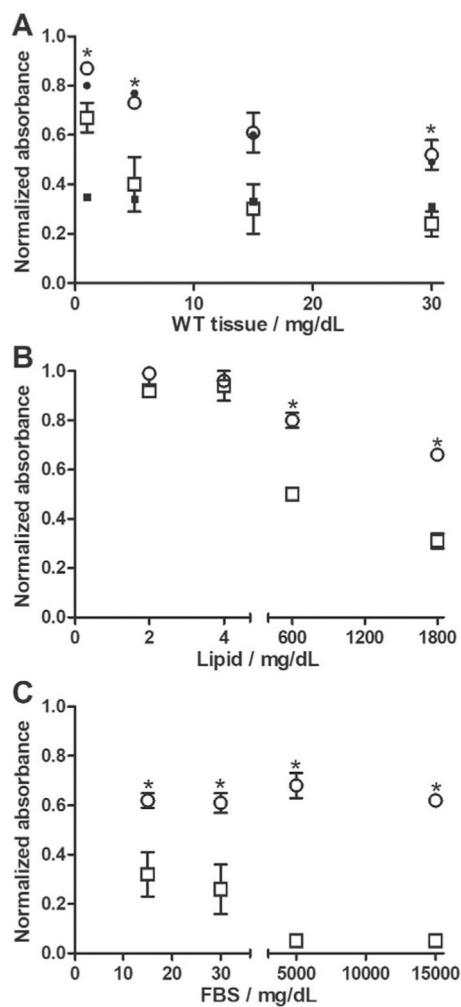 A
Normalized absorbance
1.0
0.8
0.6
0.4
0.2
0.0
*
*
*
0 10 20 30
WT tissue / mg/dL
B
Normalized absorbance
1.0
0.8
0.6
0.4
0.2
0.0
*
*
0 2 4 600 1200 1800
Lipid / mg/dL
C
Normalized absorbance
1.0
0.8
0.6
0.4
0.2
0.0
*
*
*
*
0 10 20 30 5000 10000 15000
FBS / mg/dL